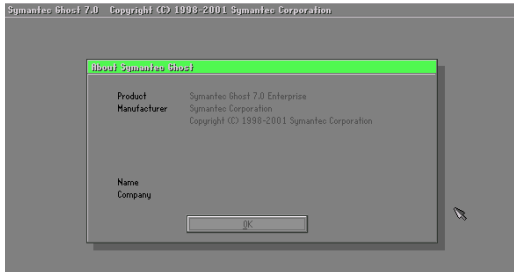 Symantec Ghost 7.0   Copyright (C) 1998-2001 Symantec Corporation
About Symantec Ghost
Product Symantec Ghost 7.0 Enterprise
Manufacturer Symantec Corporation
Copyright (C) 1998-2001 Symantec Corporation
Name
Company
OK